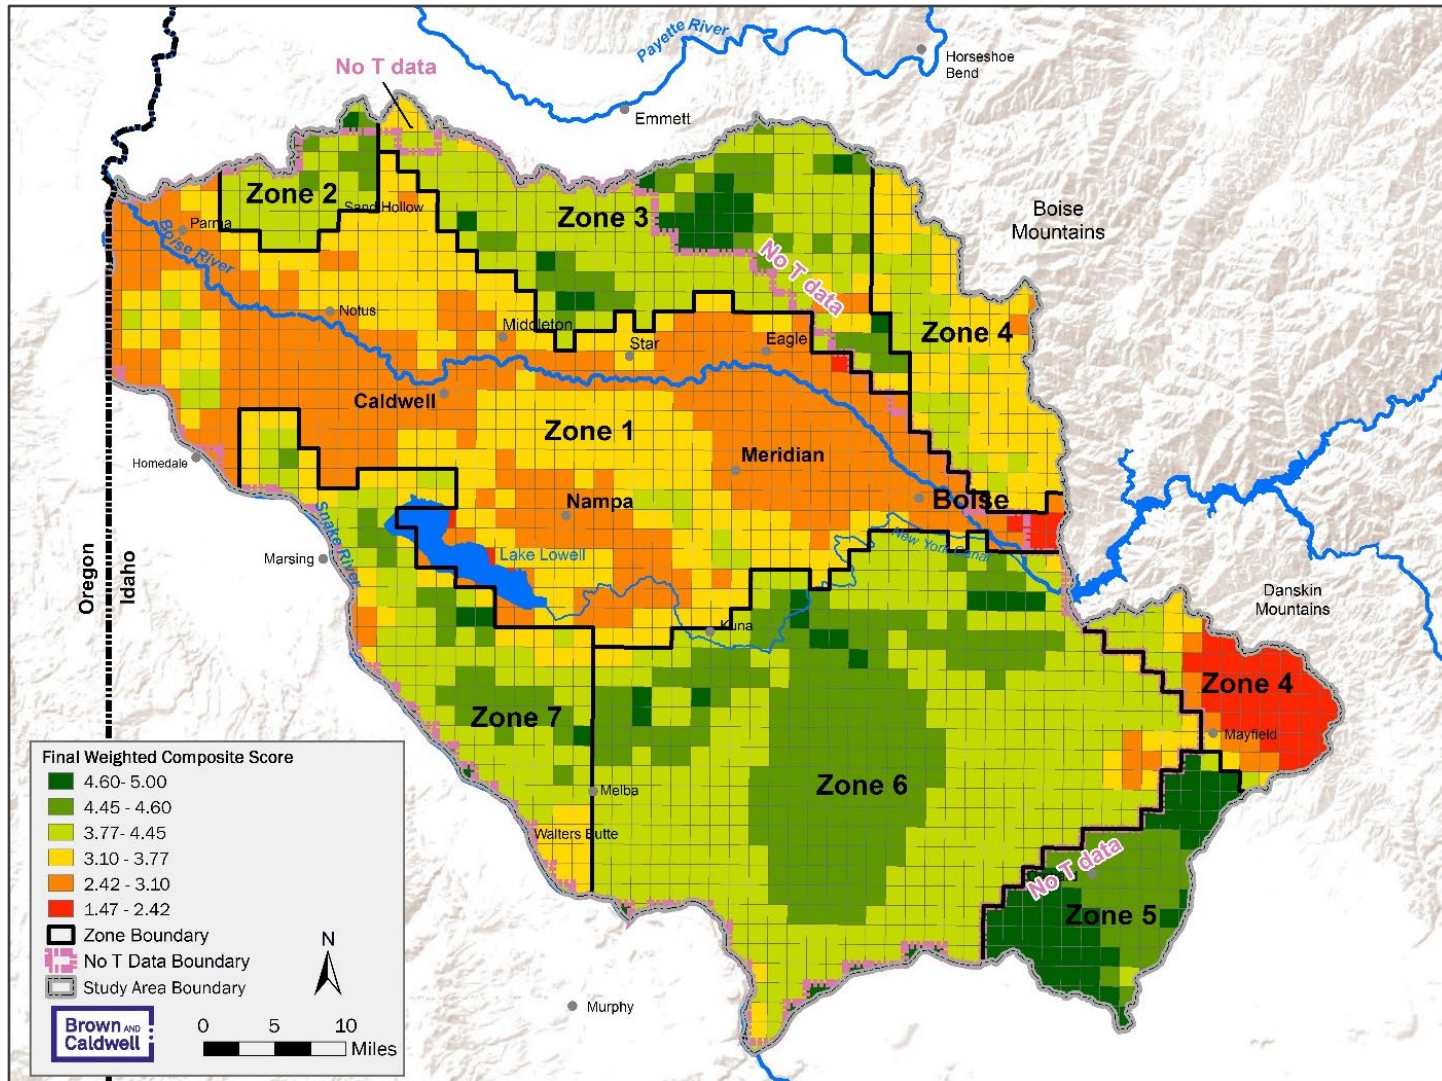 Payette River
Horseshoe
Bend
No T data
Emmett
Zone 2
Sand Hollow
Zone 3
Boise
Mountains
Parma
Boise River
No T data
Notus
Middleton
Star
Eagle
Zone 4
Caldwell
Zone 1
Meridian
Homedale
Nampa
Boise
Snake River
New York Canal
Marsing
Lake Lowell
Oregon
Idaho
Danskin
Mountains
Kuna
Zone 4
Zone 7
Mayfield
Melba
Zone 6
Walters Butte
No T data
Zone 5
Murphy
Final Weighted Composite Score
4.60- 5.00
4.45 - 4.60
3.77- 4.45
3.10 - 3.77
2.42 - 3.10
1.47 - 2.42
Zone Boundary
No T Data Boundary
Study Area Boundary
N
Brown AND
Caldwell
0 5 10
Miles